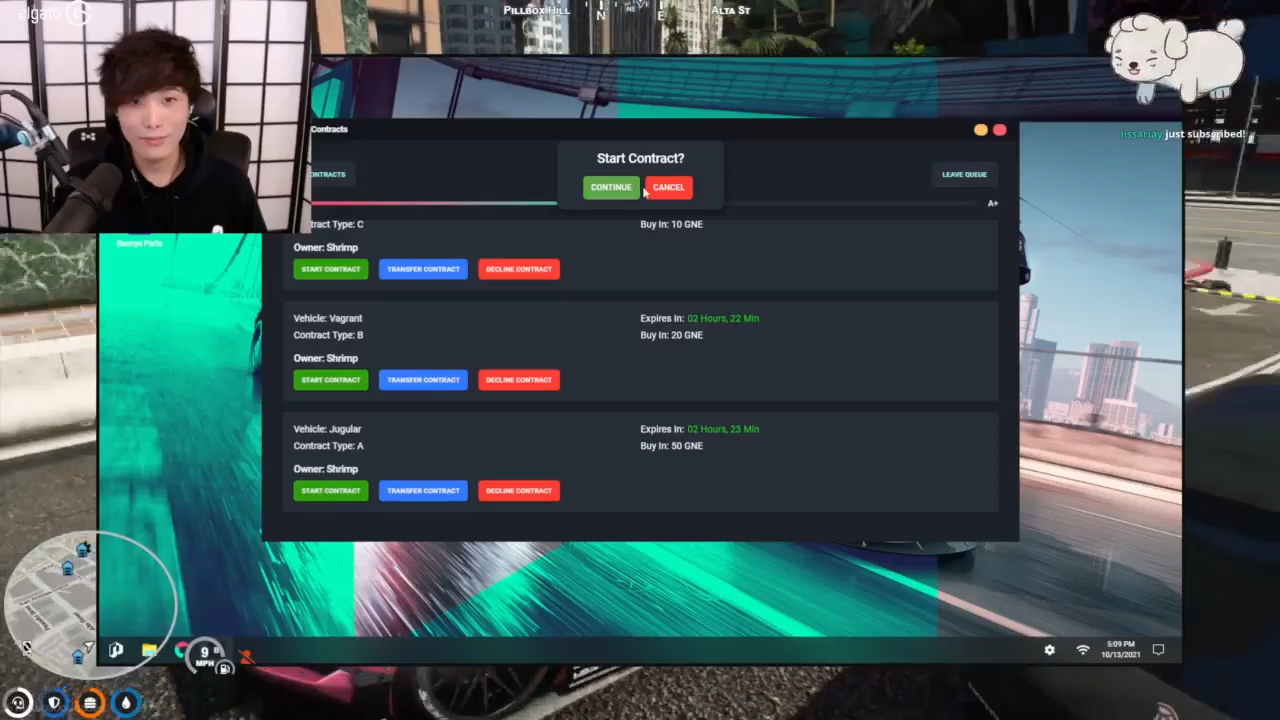 elgato
PILLBOX HILL
N
E
ALTA ST
lissariay just subscribed!
Contracts
Start Contract?
CONTINUE
CANCEL
ONTRACTS
LEAVE QUEUE
A+
Bennys Parts
ntract Type: C
Buy In: 10 GNE
Owner: Shrimp
START CONTRACT
TRANSFER CONTRACT
DECLINE CONTRACT
Vehicle: Vagrant
Expires In: 02 Hours, 22 Min
Contract Type: B
Buy In: 20 GNE
Owner: Shrimp
START CONTRACT
TRANSFER CONTRACT
DECLINE CONTRACT
Vehicle: Jugular
Expires In: 02 Hours, 23 Min
Contract Type: A
Buy In: 50 GNE
Owner: Shrimp
START CONTRACT
TRANSFER CONTRACT
DECLINE CONTRACT
9
MPH
5:09 PM
10/13/2021